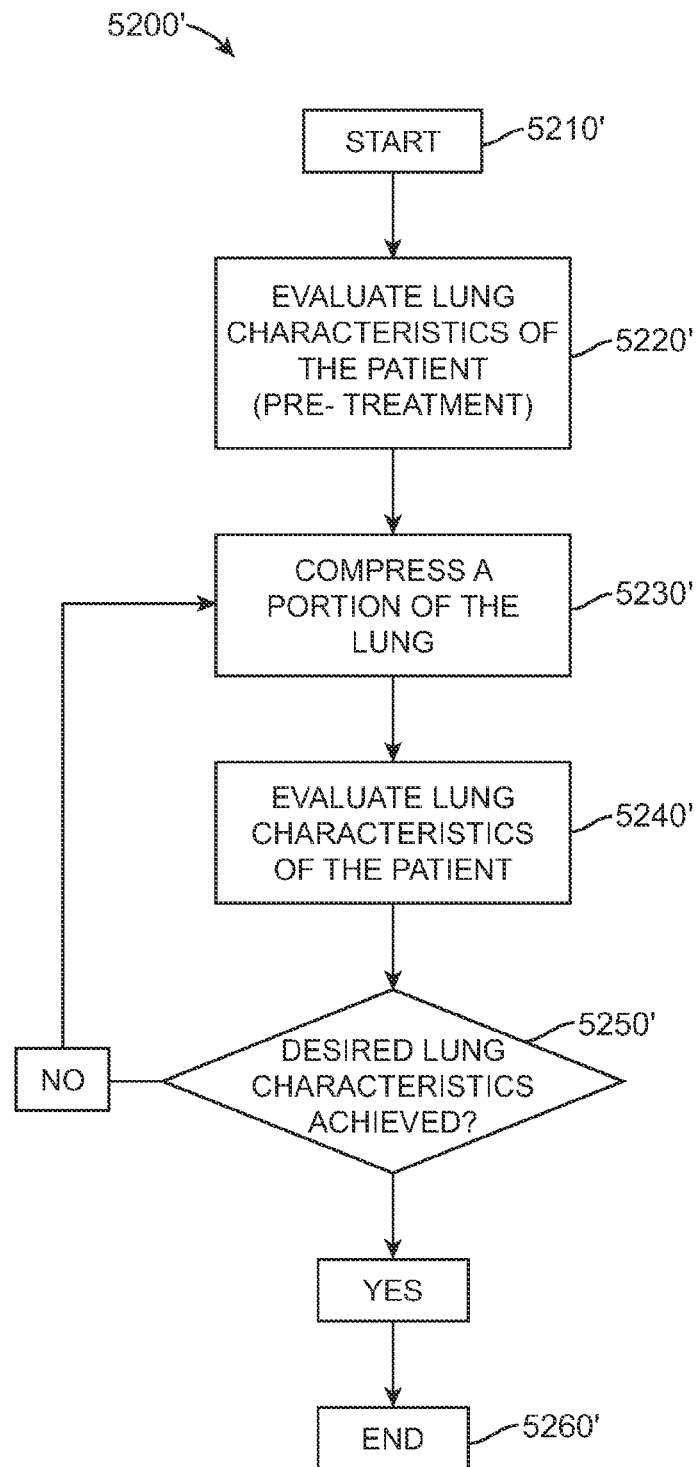 5200'
START
5210'
EVALUATE LUNG
CHARACTERISTICS OF
THE PATIENT
(PRE- TREATMENT)
5220'
COMPRESS A
PORTION OF THE
LUNG
5230'
EVALUATE LUNG
CHARACTERISTICS
OF THE PATIENT
5240'
5250'
DESIRED LUNG
CHARACTERISTICS
ACHIEVED?
NO
YES
END
5260'